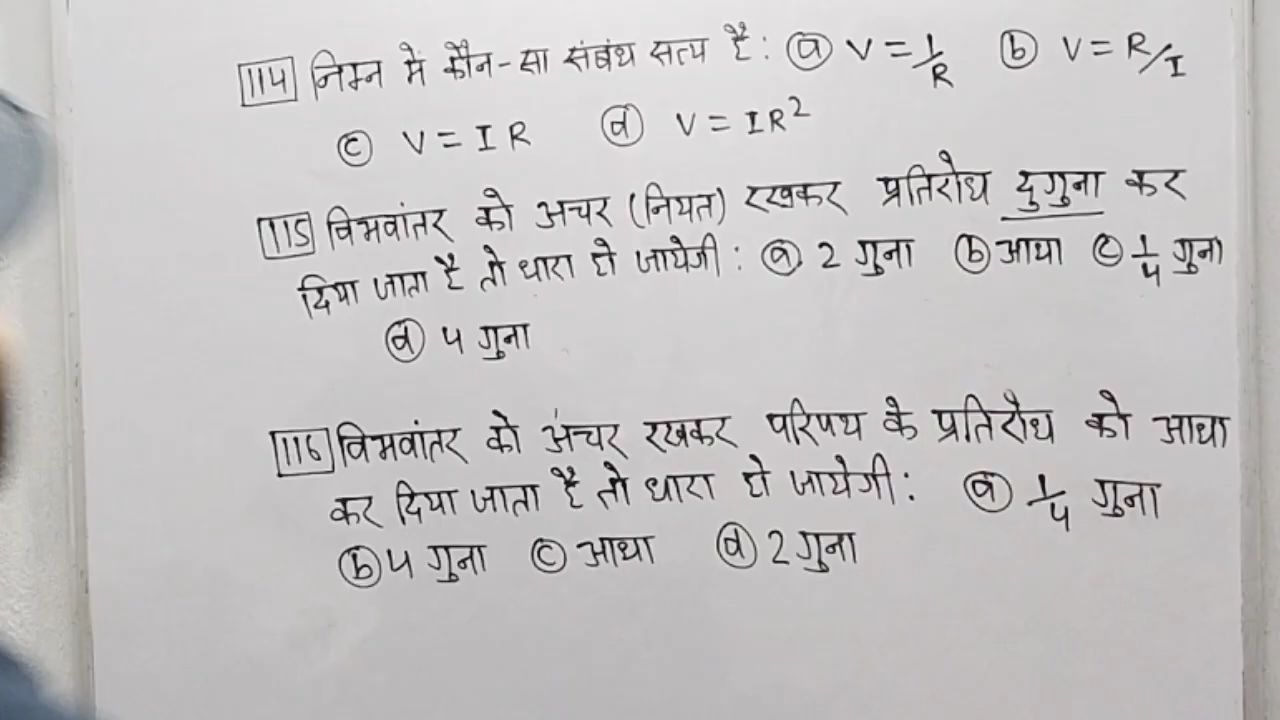 114 निम्न में कौन-सा संबंध सत्य है: (a) V = 1/R (b) V = R/I
(c) V = IR (d) V = IR²
115 विभवांतर को अचर (नियत) रखकर प्रतिरोध दुगुना कर
दिया जाता है तो धारा हो जायेगी: (a) 2 गुना (b) आधा (c) 1/4 गुना
(d) 4 गुना
116 विभवांतर को अंचर रखकर परिपथ के प्रतिरोध को आधा
कर दिया जाता है तो धारा हो जायेगी: (a) 1/4 गुना
(b) 4 गुना (c) आधा (d) 2 गुना